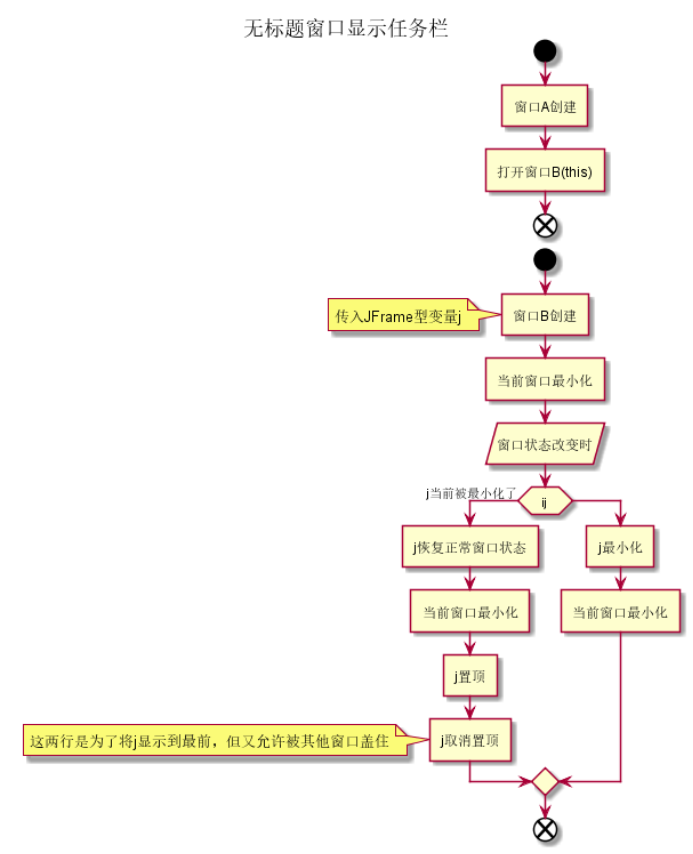 无标题窗口显示任务栏
窗口A创建
打开窗口B(this)
传入JFrame型变量j
窗口B创建
当前窗口最小化
窗口状态改变时
j当前被最小化了
ij
j恢复正常窗口状态
j最小化
当前窗口最小化
当前窗口最小化
j置顶
这两行是为了将j显示到最前，但又允许被其他窗口盖住
j取消置顶